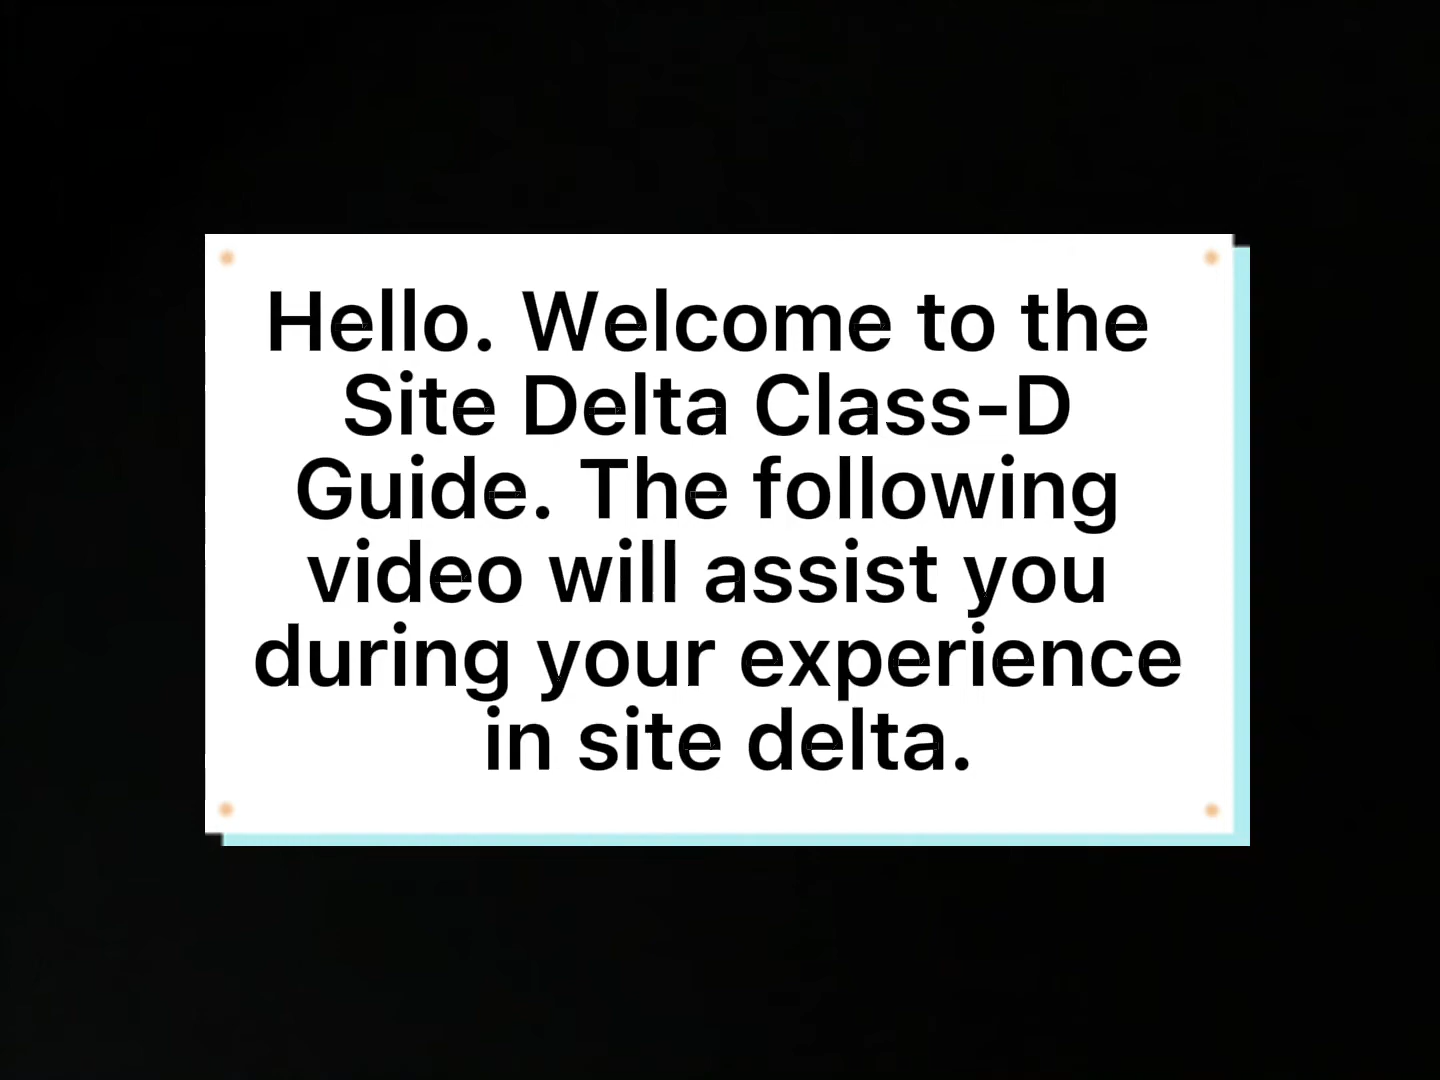 Hello. Welcome to the
Site Delta Class-D
Guide. The following
video will assist you
during your experience
in site delta.